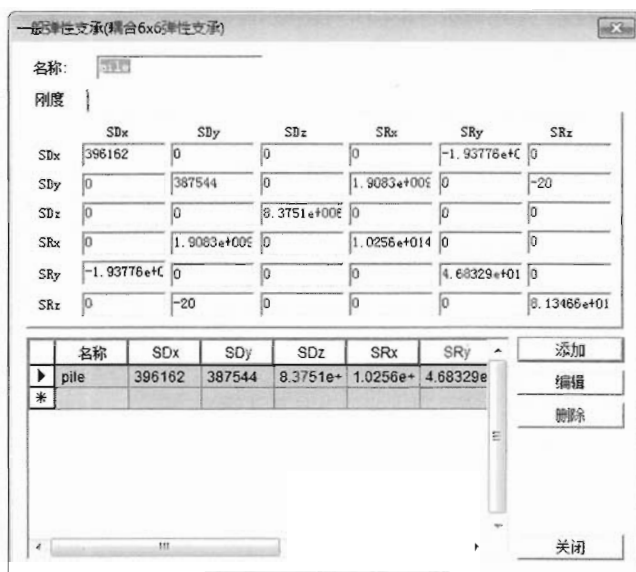 一般弹性支承(耦合6x6弹性支承)
名称: pile
刚度
SDx SDy SDz SRx SRy SRz
SDx 396162 0 0 0 -1.93776e+0 0
SDy 0 387544 0 1.9083e+009 0 -20
SDz 0 0 8.3751e+006 0 0 0
SRx 0 1.9083e+009 0 1.0256e+014 0 0
SRy -1.93776e+0 0 0 0 4.68329e+01 0
SRz 0 -20 0 0 0 8.13466e+01
名称 SDx SDy SDz SRx SRy
pile 396162 387544 8.3751e+ 1.0256e+ 4.68329e
添加
编辑
删除
关闭